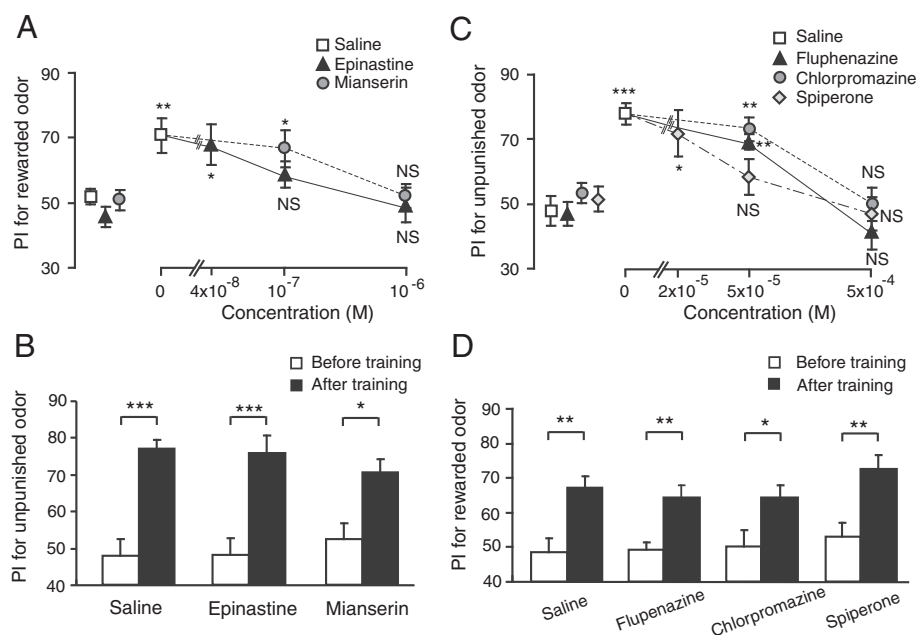 A
Saline
Epinastine
Mianserin
PI for rewarded odor
90
70
50
30
**
*
*
NS
NS
NS
0
4x10-8
10-7
10-6
Concentration (M)
B
Before training
After training
PI for unpunished odor
90
80
70
60
50
40
***
***
*
Saline
Epinastine
Mianserin
C
Saline
Fluphenazine
Chlorpromazine
Spiperone
PI for unpunished odor
90
70
50
30
***
*
**
**
NS
NS
NS
NS
0
2x10-5
5x10-5
5x10-4
Concentration (M)
D
Before training
After training
PI for rewarded odor
90
80
70
60
50
40
**
**
*
**
Saline
Flupenazine
Chlorpromazine
Spiperone